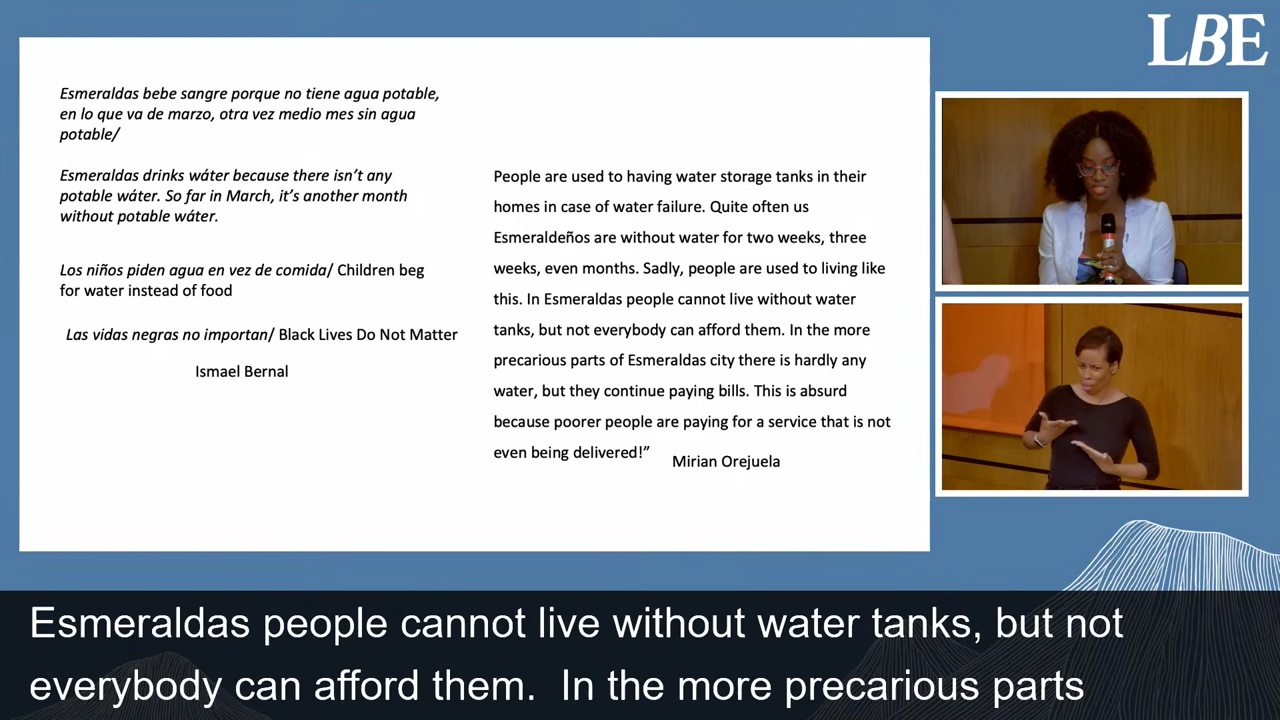 LBE
Esmeraldas bebe sangre porque no tiene agua potable,
en lo que va de marzo, otra vez medio mes sin agua
potable/
Esmeraldas drinks wáter because there isn’t any
potable wáter. So far in March, it’s another month
without potable wáter.
Los niños piden agua en vez de comida/ Children beg
for water instead of food
Las vidas negras no importan/ Black Lives Do Not Matter
Ismael Bernal
People are used to having water storage tanks in their
homes in case of water failure. Quite often us
Esmeraldeños are without water for two weeks, three
weeks, even months. Sadly, people are used to living like
this. In Esmeraldas people cannot live without water
tanks, but not everybody can afford them. In the more
precarious parts of Esmeraldas city there is hardly any
water, but they continue paying bills. This is absurd
because poorer people are paying for a service that is not
even being delivered!”
Mirian Orejuela
Esmeraldas people cannot live without water tanks, but not
everybody can afford them.  In the more precarious parts